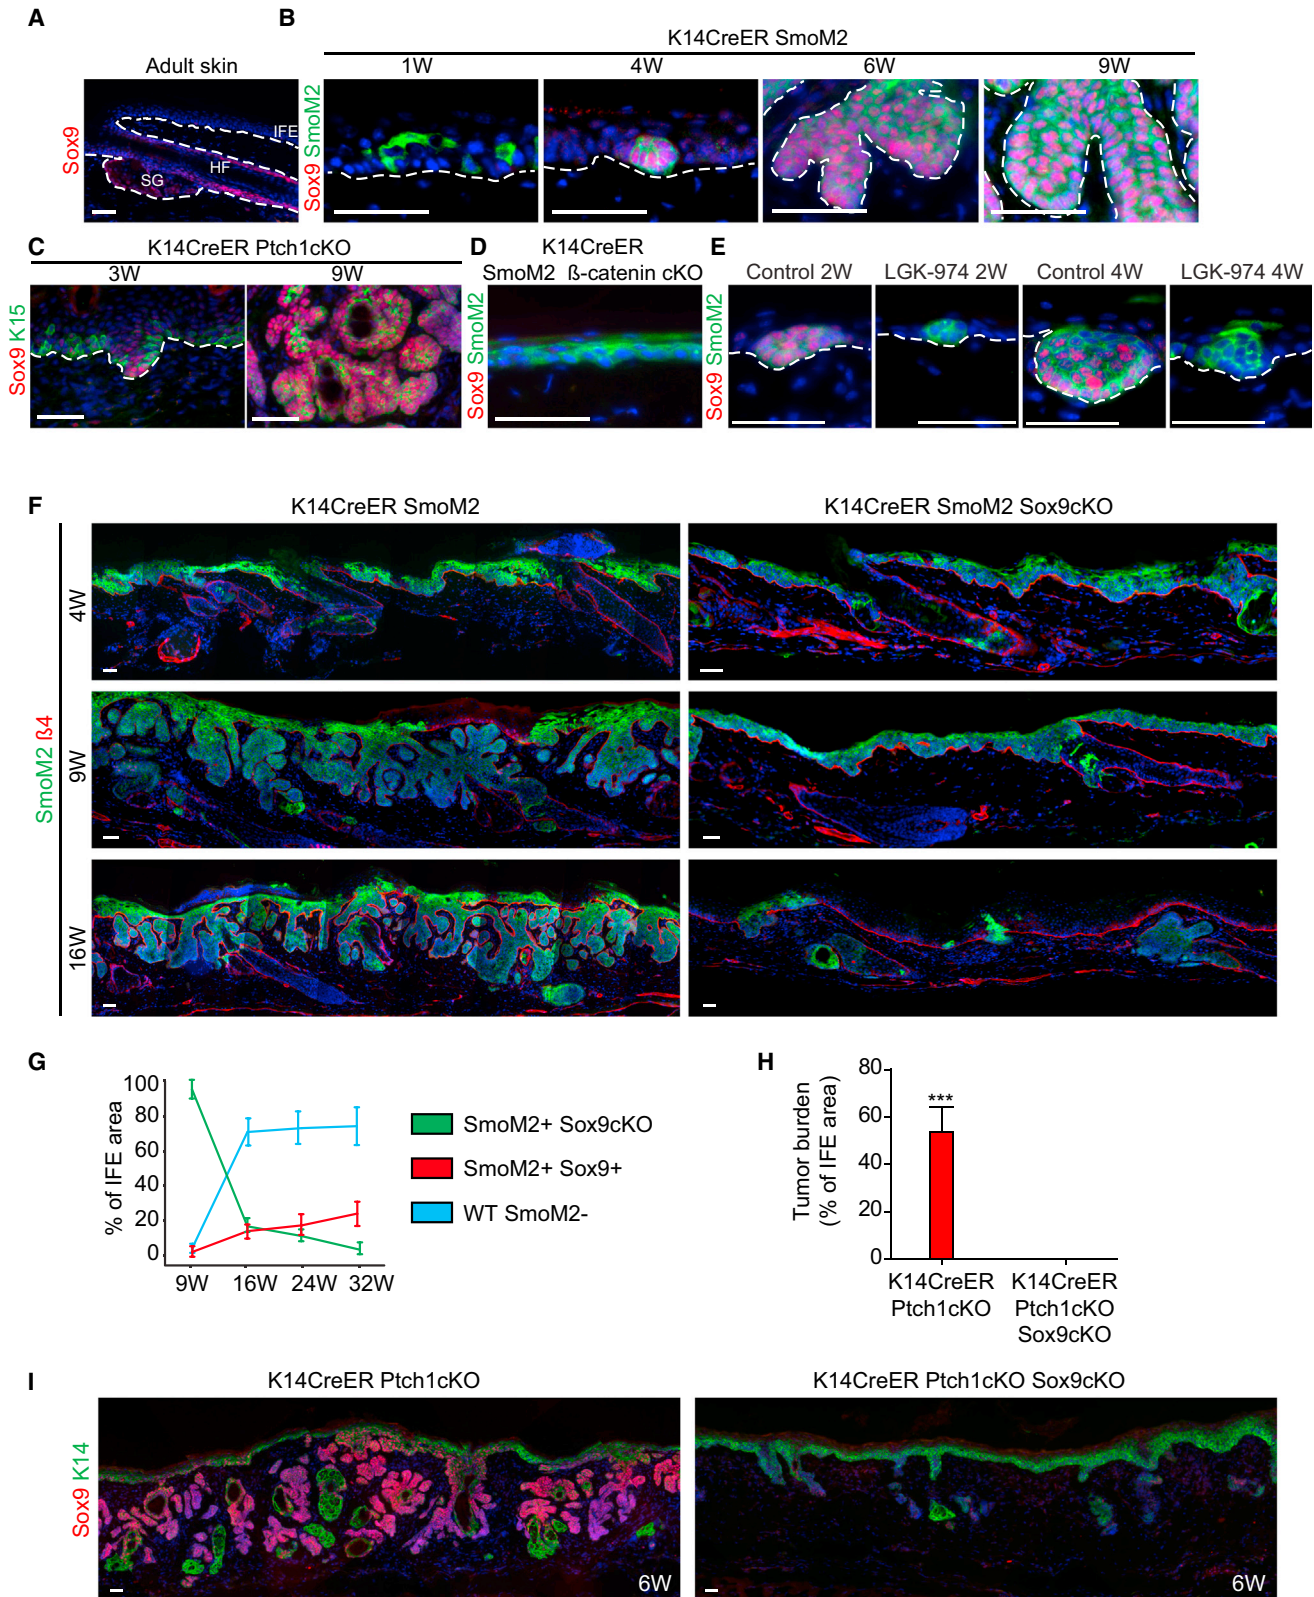 A
B
K14CreER SmoM2
Adult skin
1W
4W
6W
9W
Sox9
IFE
HF
SG
Sox9 SmoM2
C
K14CreER Ptch1cKO
3W
9W
Sox9 K15
D
K14CreER
SmoM2 ß-catenin cKO
Sox9 SmoM2
E
Control 2W
LGK-974 2W
Control 4W
LGK-974 4W
Sox9 SmoM2
F
K14CreER SmoM2
K14CreER SmoM2 Sox9cKO
SmoM2 ß4
4W
9W
16W
G
% of IFE area
100
80
60
40
20
0
9W
16W
24W
32W
SmoM2+ Sox9cKO
SmoM2+ Sox9+
WT SmoM2-
H
Tumor burden
(% of IFE area)
80
60
40
20
0
***
K14CreER
Ptch1cKO
K14CreER
Ptch1cKO
Sox9cKO
I
K14CreER Ptch1cKO
K14CreER Ptch1cKO Sox9cKO
Sox9 K14
6W
6W